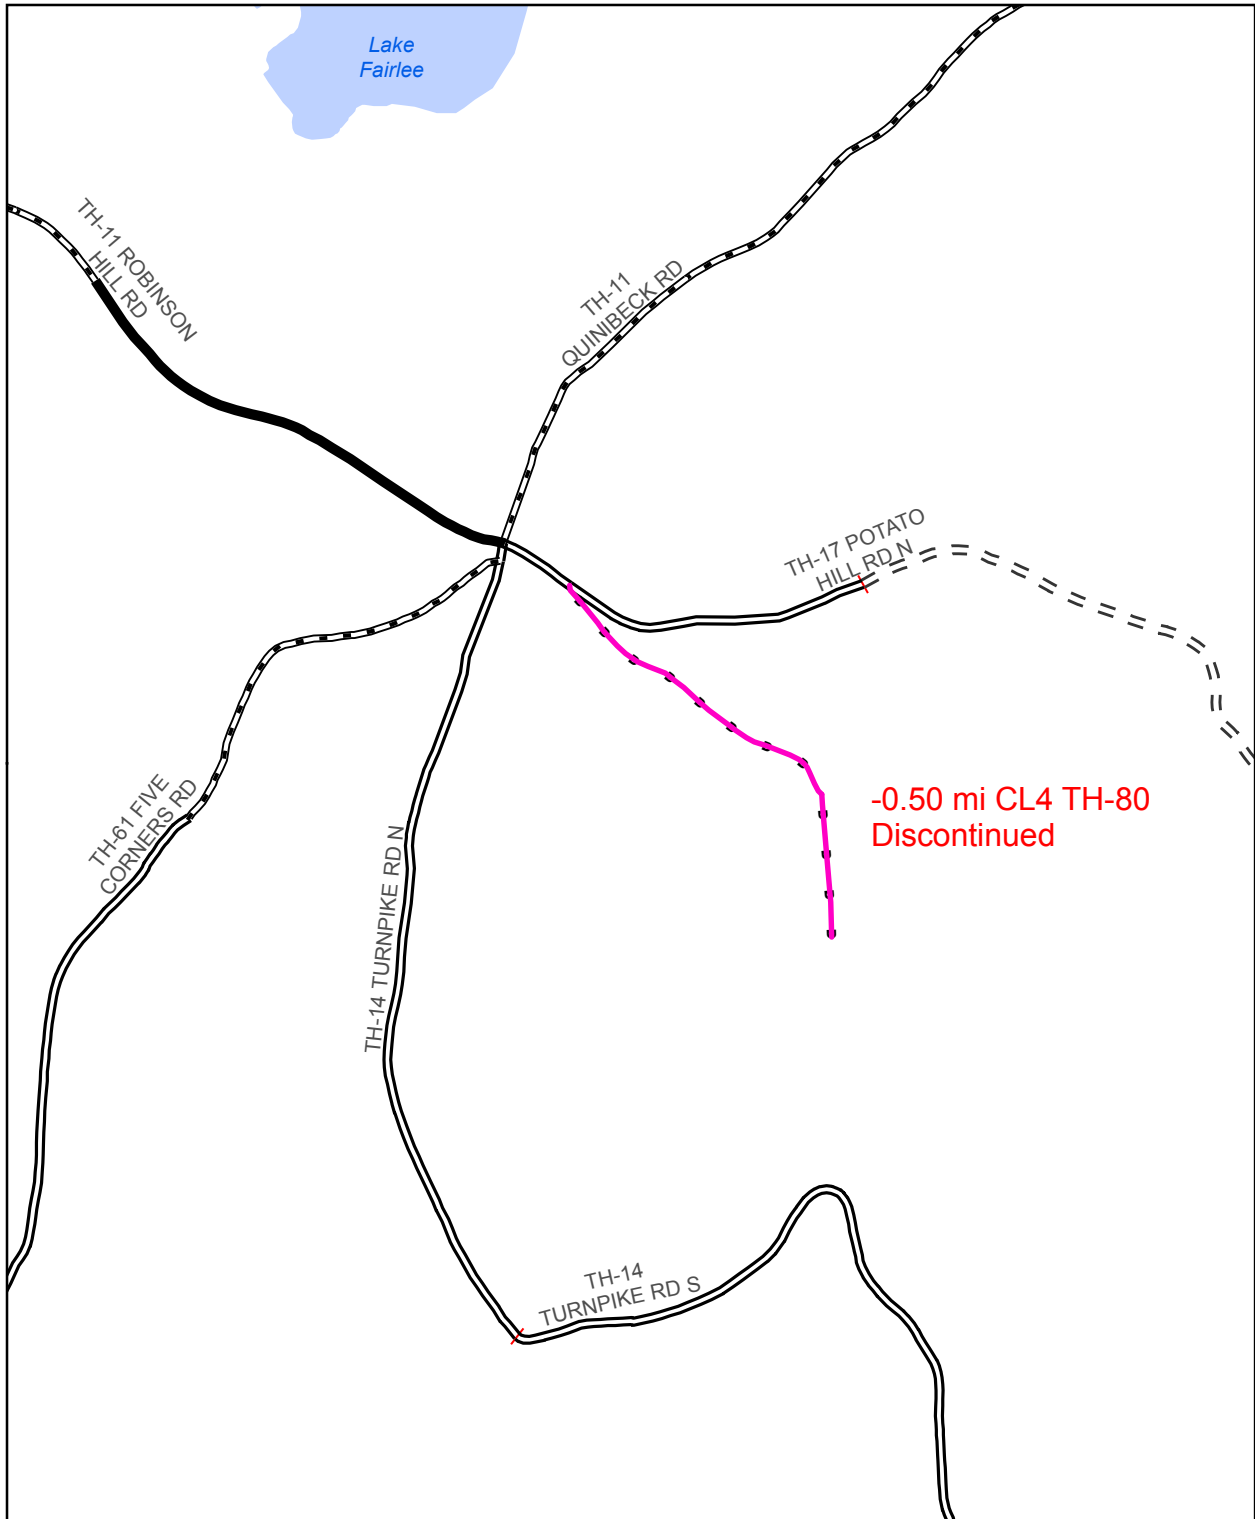 Lake
Fairlee
TH-11 ROBINSON
HILL RD
TH-11
QUINIBECK RD
TH-17 POTATO
HILL RD N
-0.50 mi CL4 TH-80
Discontinued
TH-61 FIVE
CORNERS RD
TH-14 TURNPIKE RD N
TH-14
TURNPIKE RD S